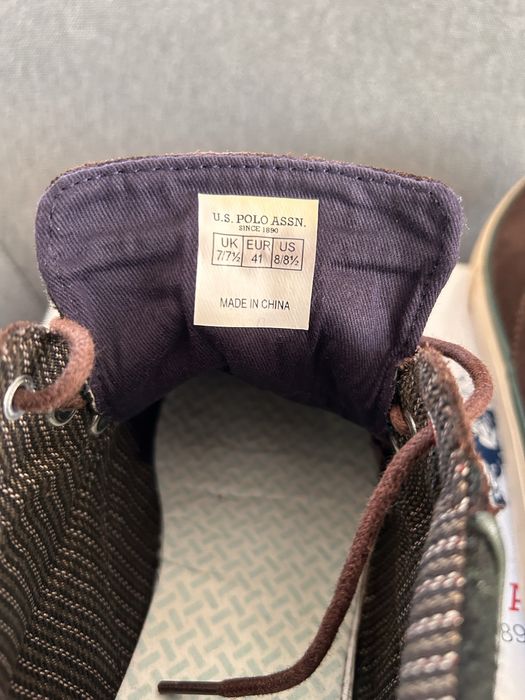 U.S. POLO ASSN.
SINCE 1890
UK EUR US
7/7½ 41 8/8½
MADE IN CHINA